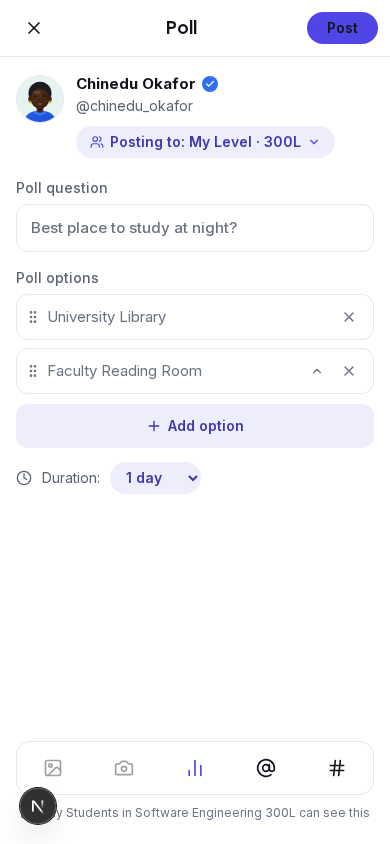 Poll
Post
Chinedu Okafor
@chinedu_okafor
Posting to: My Level · 300L
Poll question
Best place to study at night?
Poll options
University Library
Faculty Reading Room
Add option
Duration:
1 day
Students in Software Engineering 300L can see this